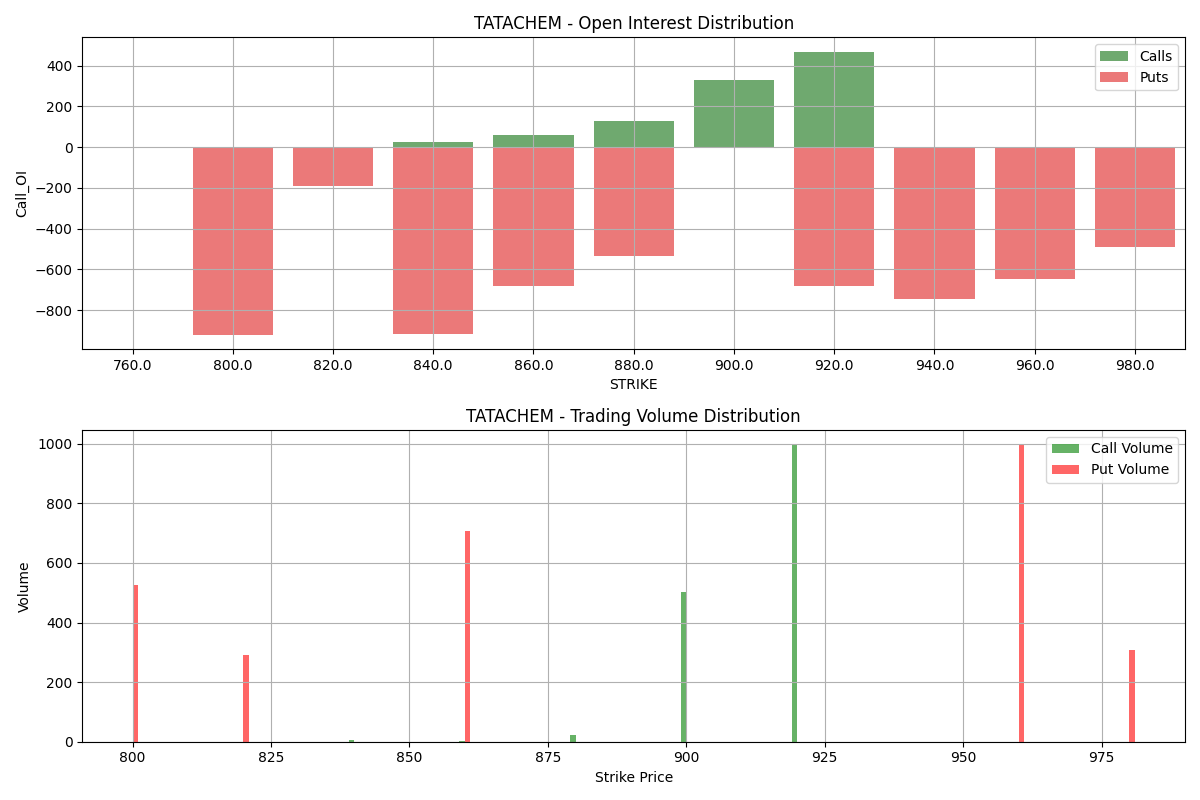 TATACHEM - Open Interest Distribution
Calls
Puts
Call_OI
400
200
0
−200
−400
−600
−800
760.0 800.0 820.0 840.0 860.0 880.0 900.0 920.0 940.0 960.0 980.0
STRIKE
TATACHEM - Trading Volume Distribution
Call Volume
Put Volume
Volume
1000
800
600
400
200
0
800 825 850 875 900 925 950 975
Strike Price